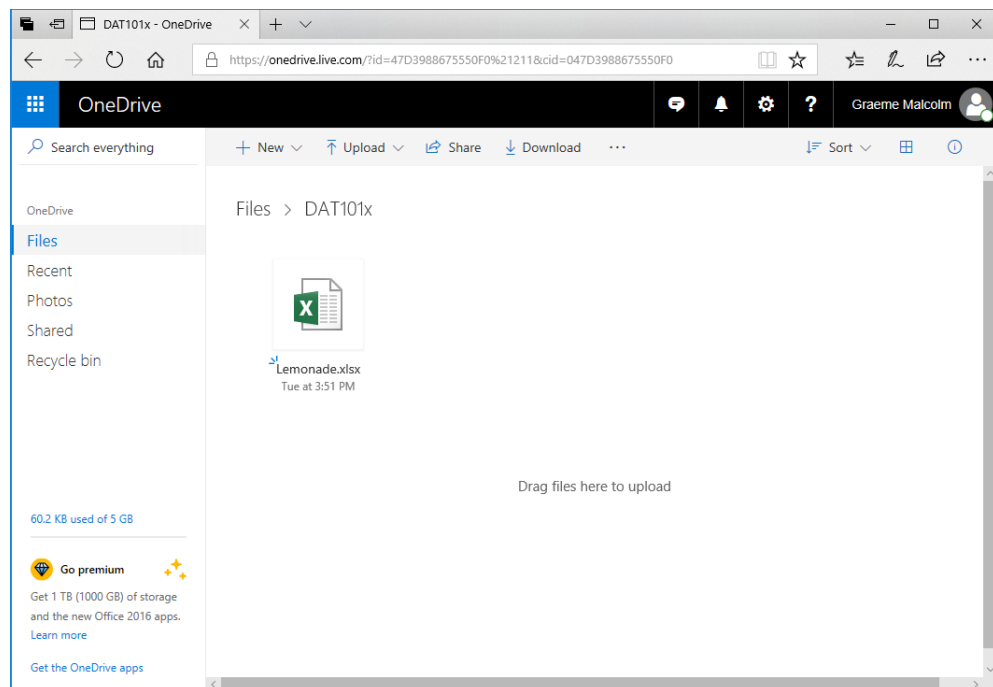 DAT101x - OneDrive
https://onedrive.live.com/?id=47D3988675550F0%21211&cid=047D3988675550F0
OneDrive
?
Graeme Malcolm
Search everything
New
Upload
Share
Download
...
Sort
OneDrive
Files
Recent
Photos
Shared
Recycle bin
Files > DAT101x
X
Lemonade.xlsx
Tue at 3:51 PM
Drag files here to upload
60.2 KB used of 5 GB
Go premium
Get 1 TB (1000 GB) of storage
and the new Office 2016 apps.
Learn more
Get the OneDrive apps